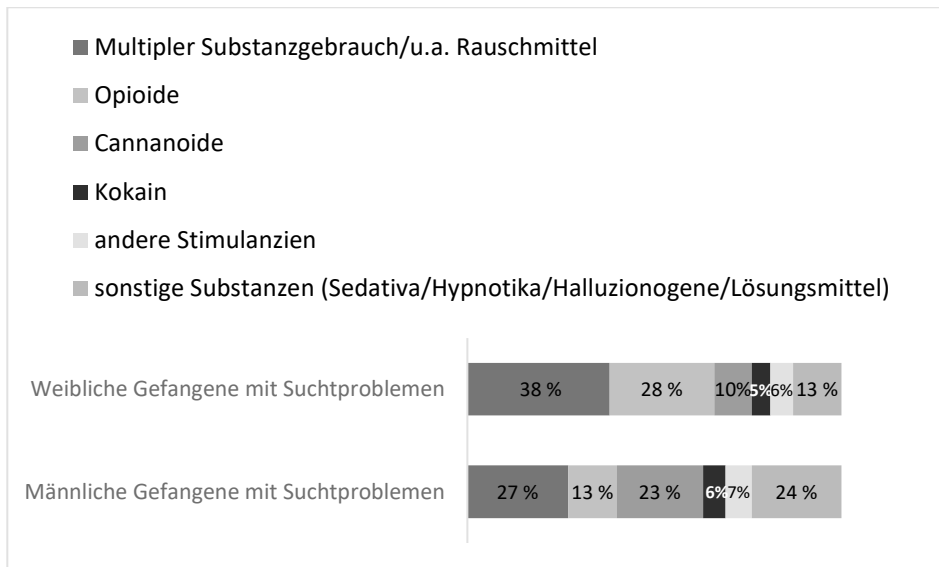 Multipler Substanzgebrauch/u.a. Rauschmittel
Opioide
Cannanoide
Kokain
andere Stimulanzien
sonstige Substanzen (Sedativa/Hypnotika/Halluzionogene/Lösungsmittel)
Weibliche Gefangene mit Suchtproblemen 38 % 28 % 10% 5% 6% 13 %
Männliche Gefangene mit Suchtproblemen 27 % 13 % 23 % 6% 7% 24 %